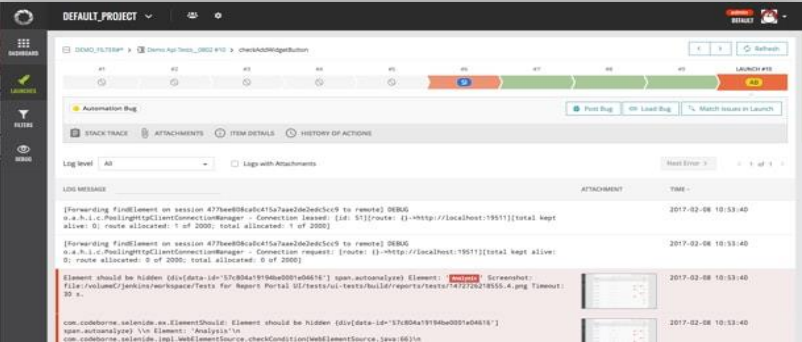 DEFAULT_PROJECT
admin
DEFAULT
DASHBOARD
LAUNCHES
FILTERS
DEBUG
DEMO_FILTER#* > Demo Api Tests_0802 #10 > checkAddWidgetButton
Refresh
#1 #2 #3 #4 #5 #6 #7 #8 #9 LAUNCH #10
SI
AB
Automation Bug
Post Bug
Load Bug
Match Issues in Launch
STACK TRACE
ATTACHMENTS
ITEM DETAILS
HISTORY OF ACTIONS
Log level All
Logs with Attachments
Next Error >
1 of 1
LOG MESSAGE ATTACHMENT TIME
[Forwarding findElement on session 477bee806ca0c415a7aae2de2edc5cc9 to remote] DEBUG 2017-02-08 10:53:40
o.a.h.i.c.PoolingHttpClientConnectionManager - Connection leased: [id: 51][route: {}->http://localhost:19511][total kept
alive: 0; route allocated: 1 of 2000; total allocated: 1 of 2000]
[Forwarding findElement on session 477bee806ca0c415a7aae2de2edc5cc9 to remote] DEBUG 2017-02-08 10:53:40
o.a.h.i.c.PoolingHttpClientConnectionManager - Connection request: [route: {}->http://localhost:19511][total kept alive:
0; route allocated: 0 of 2000; total allocated: 0 of 2000]
Element should be hidden {div[data-id='57c804a19194be0001e04616'] span.autoanalyze} Element: 'Analysis' Screenshot: 2017-02-08 10:53:40
file:/volumeC/jenkins/workspace/Tests for Report Portal UI/tests/ui-tests/build/reports/tests/1472726218555.4.png Timeout:
30 s.
com.codeborne.selenide.ex.ElementShould: Element should be hidden {div[data-id='57c804a19194be0001e04616'] 2017-02-08 10:53:40
span.autoanalyze} \\n Element: 'Analysis'\n
com.codeborne.selenide.impl.WebElementSource.checkCondition(WebElementSource.java:66)\n